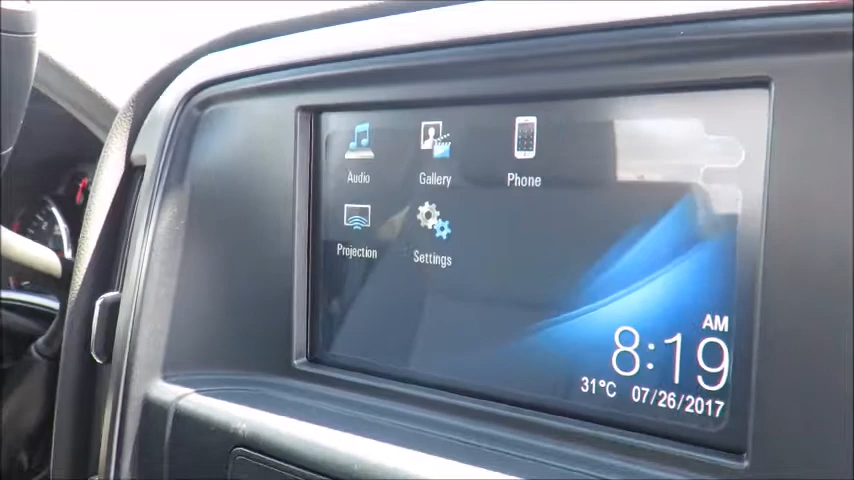 Audio
Gallery
Phone
Projection
Settings
AM
8:19
31°C 07/26/2017